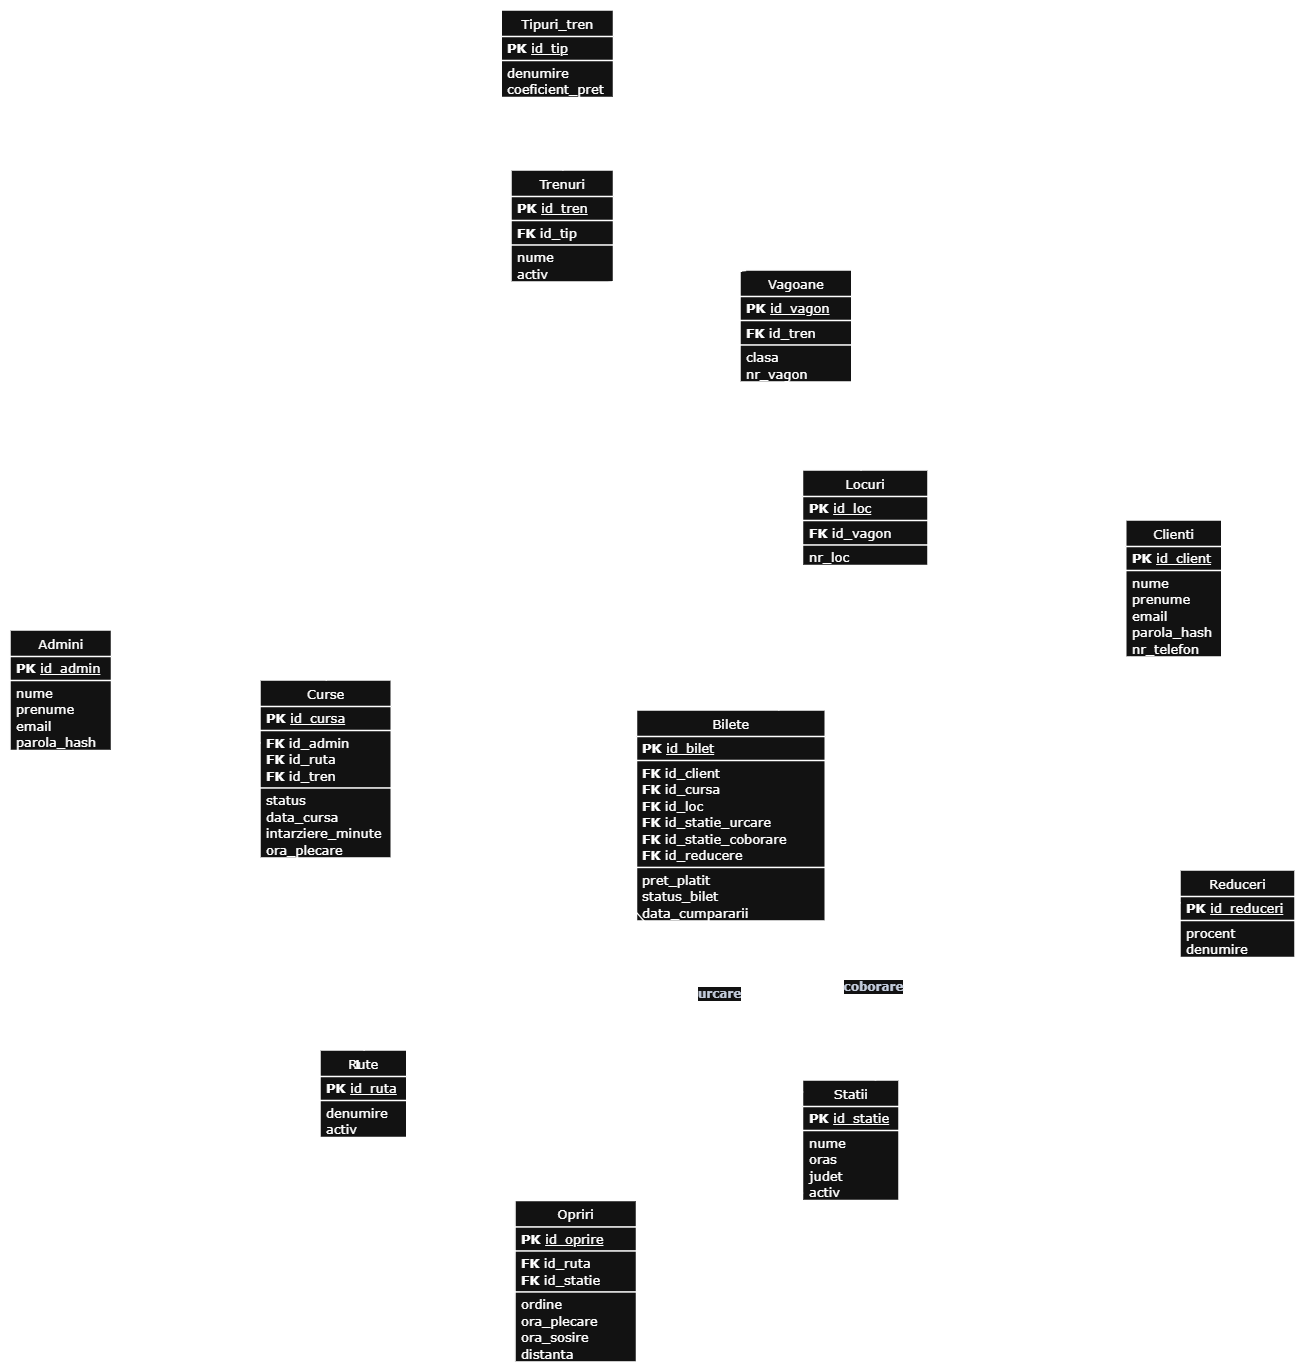 Tipuri_tren
PK id_tip
denumire
coeficient_pret
Trenuri
PK id_tren
FK id_tip
nume
activ
Vagoane
PK id_vagon
FK id_tren
clasa
nr_vagon
Locuri
PK id_loc
FK id_vagon
nr_loc
Clienti
PK id_client
nume
prenume
email
parola_hash
nr_telefon
Admini
PK id_admin
nume
prenume
email
parola_hash
Curse
PK id_cursa
FK id_admin
FK id_ruta
FK id_tren
status
data_cursa
intarziere_minute
ora_plecare
Bilete
PK id_bilet
FK id_client
FK id_cursa
FK id_loc
FK id_statie_urcare
FK id_statie_coborare
FK id_reducere
pret_platit
status_bilet
data_cumpararii
Reduceri
PK id_reduceri
procent
denumire
urcare
coborare
Rute
PK id_ruta
denumire
activ
Statii
PK id_statie
nume
oras
judet
activ
Opriri
PK id_oprire
FK id_ruta
FK id_statie
ordine
ora_plecare
ora_sosire
distanta